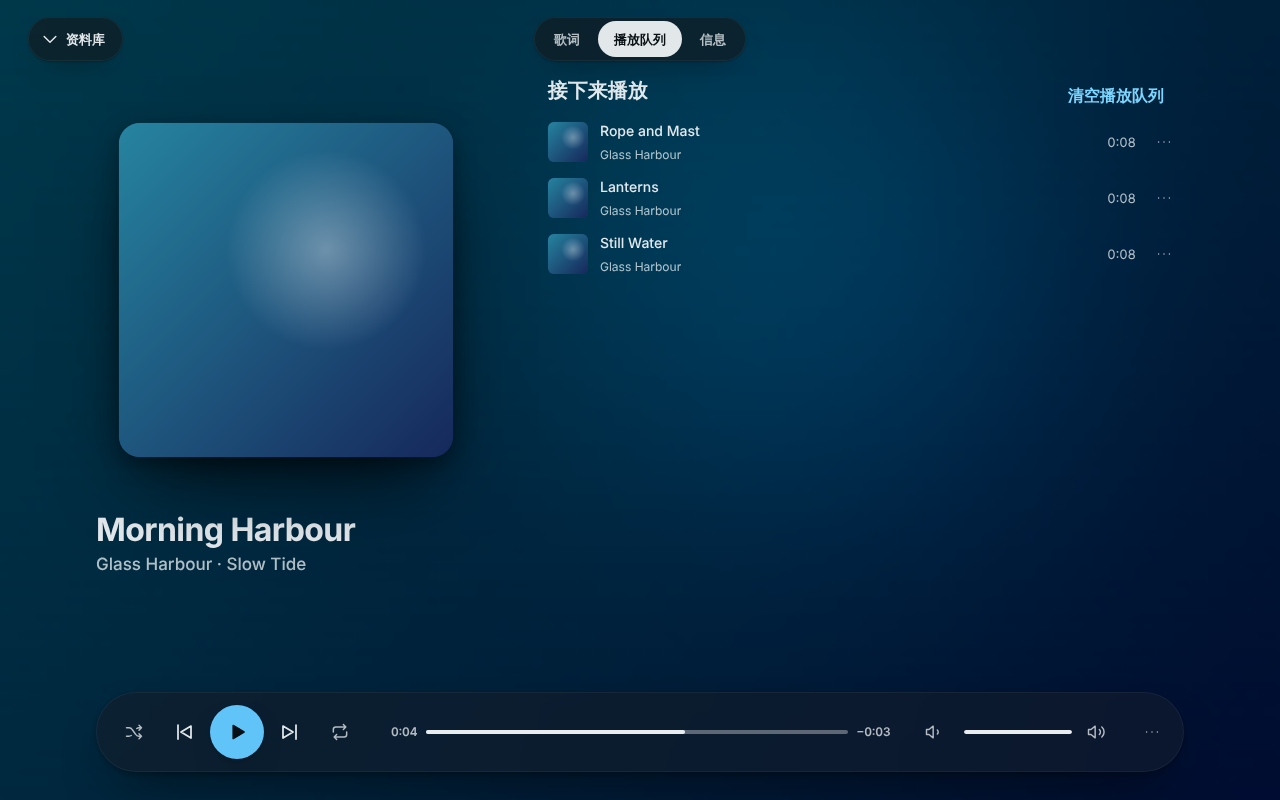 资料库
歌词
播放队列
信息
接下来播放
清空播放队列
Rope and Mast
Glass Harbour
0:08
Lanterns
Glass Harbour
0:08
Still Water
Glass Harbour
0:08
Morning Harbour
Glass Harbour · Slow Tide
0:04
−0:03